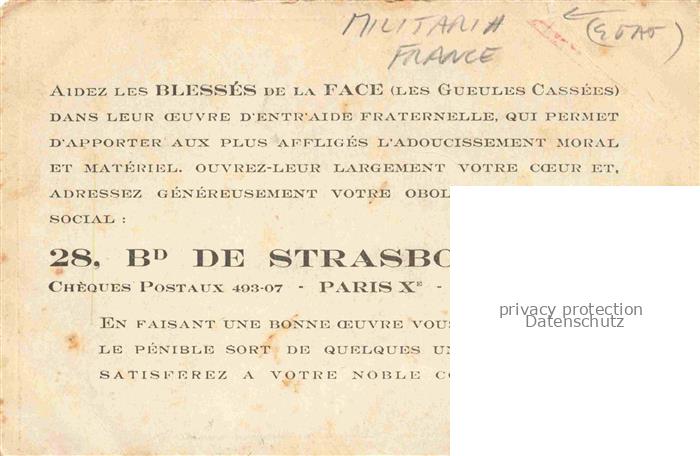 MILITARIA
FRANCE
AIDEZ LES BLESSÉS DE LA FACE (LES GUEULES CASSÉES)
DANS LEUR ŒUVRE D'ENTR'AIDE FRATERNELLE, QUI PERMET
D'APPORTER AUX PLUS AFFLIGÉS L'ADOUCISSEMENT MORAL
ET MATÉRIEL. OUVREZ-LEUR LARGEMENT VOTRE CŒUR ET,
ADRESSEZ GÉNÉREUSEMENT VOTRE OBOL
SOCIAL :
28, BD DE STRASBO
CHÈQUES POSTAUX 493-07 - PARIS XE -
EN FAISANT UNE BONNE ŒUVRE VOUS
LE PÉNIBLE SORT DE QUELQUES UN
SATISFEREZ A VOTRE NOBLE CO
privacy protection
Datenschutz